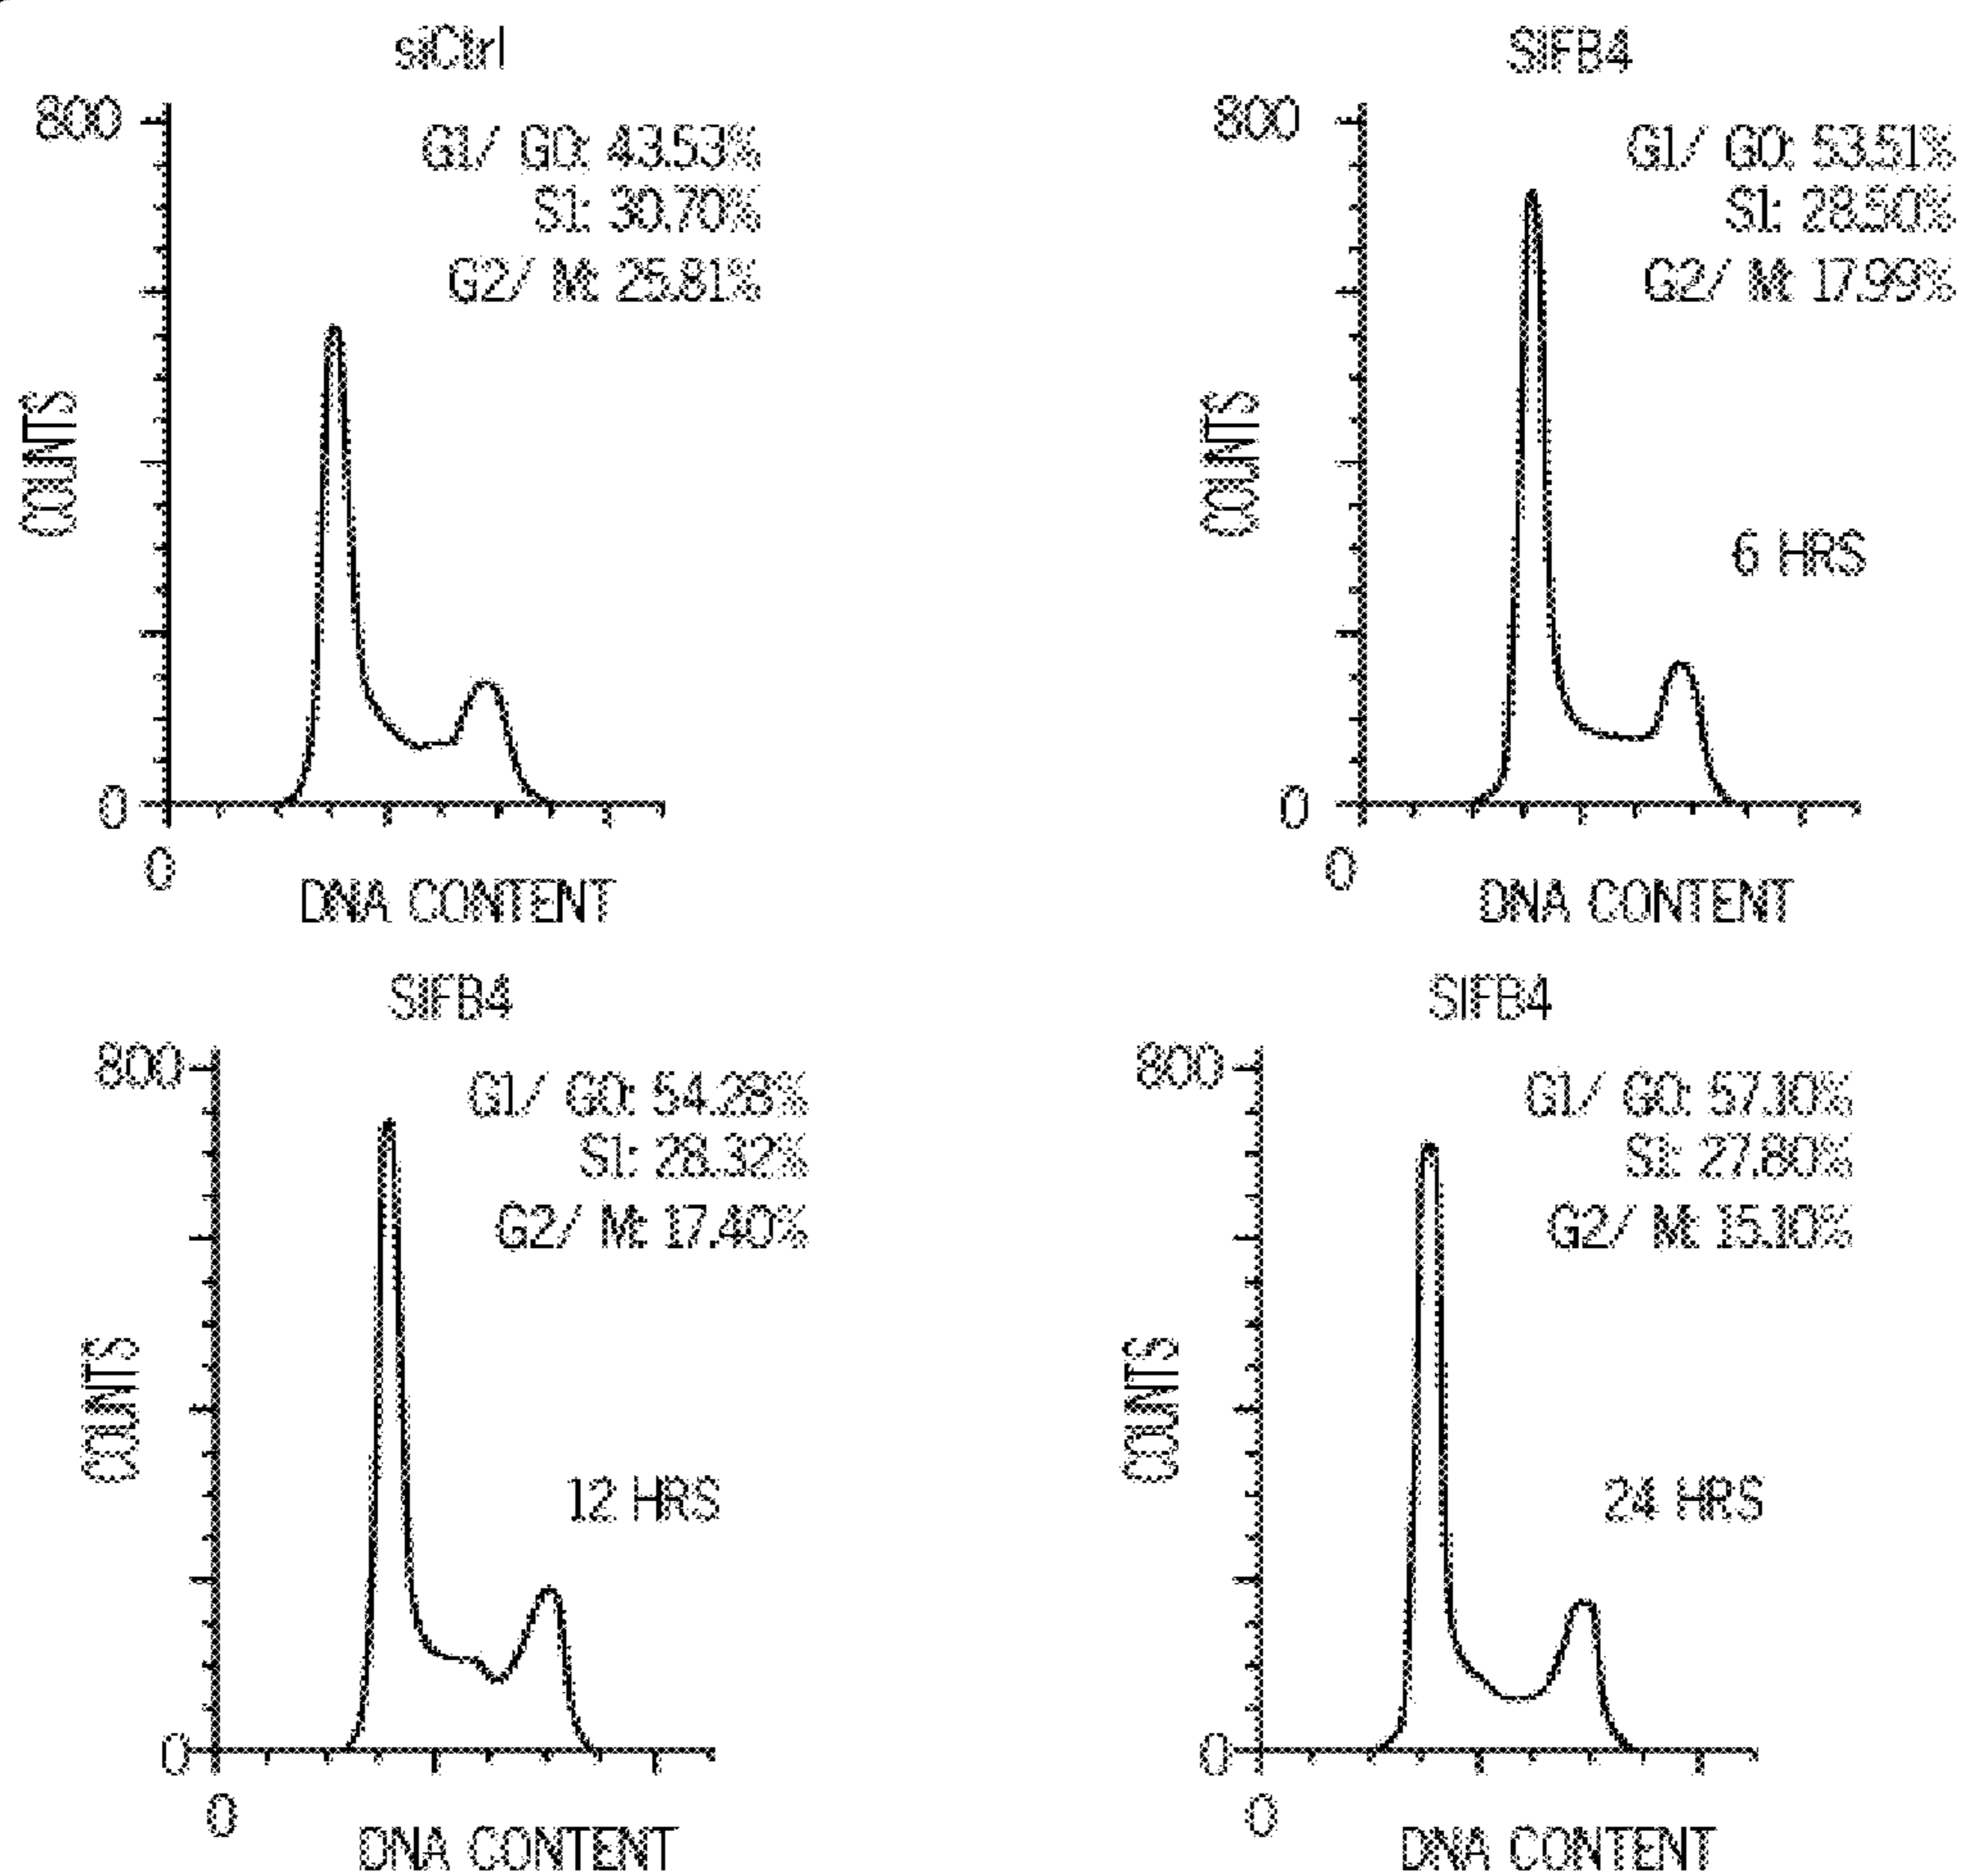 siCtrl
800
G1/ G0: 43.53%
S1: 30.70%
G2/ M: 25.81%
COUNTS
0
0
DNA CONTENT
SIFB4
800
G1/ G0: 53.51%
S1: 28.50%
G2/ M: 17.99%
COUNTS
6 HRS
0
0
DNA CONTENT
SIFB4
800
G1/ G0: 54.28%
S1: 28.32%
G2/ M: 17.40%
COUNTS
12 HRS
0
0
DNA CONTENT
SIFB4
800
G1/ G0: 57.10%
S1: 27.80%
G2/ M: 15.10%
COUNTS
24 HRS
0
0
DNA CONTENT